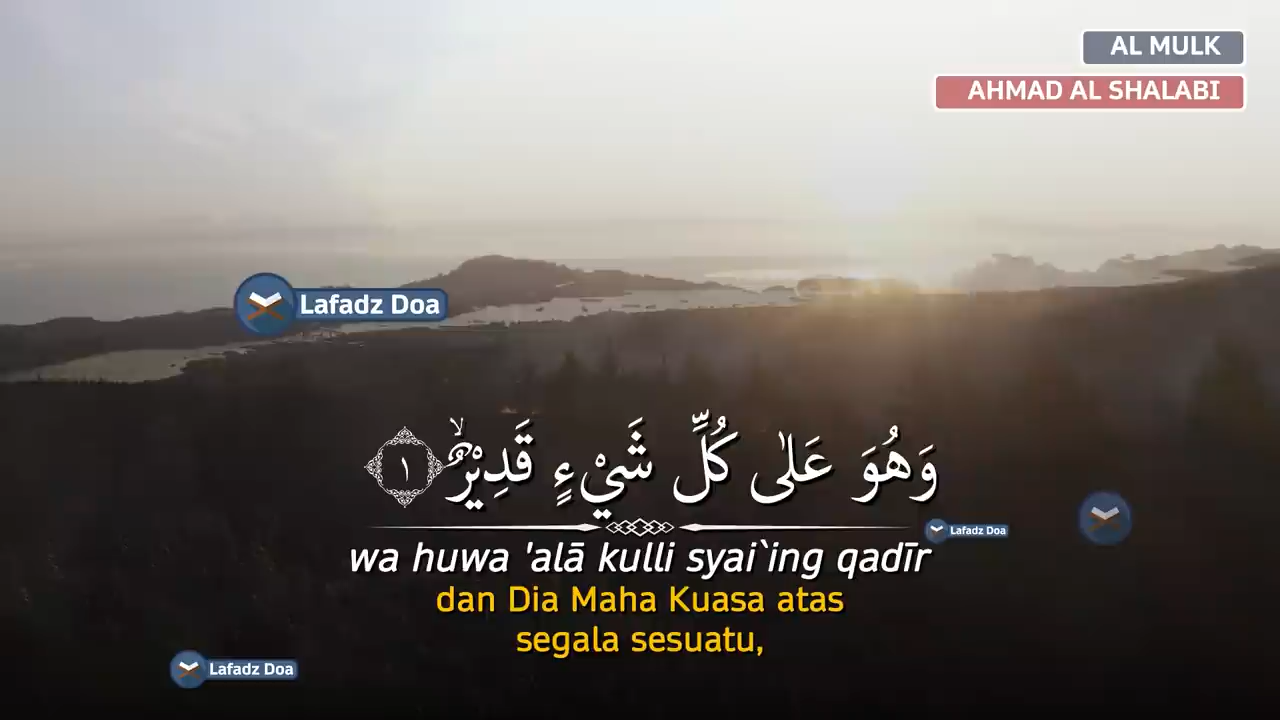 AL MULK
AHMAD AL SHALABI
Lafadz Doa
وَهُوَ عَلٰى كُلِّ شَيْءٍ قَدِيْرٌۙ ١
Lafadz Doa
wa huwa 'alā kulli syai`ing qadīr
dan Dia Maha Kuasa atas
segala sesuatu,
Lafadz Doa